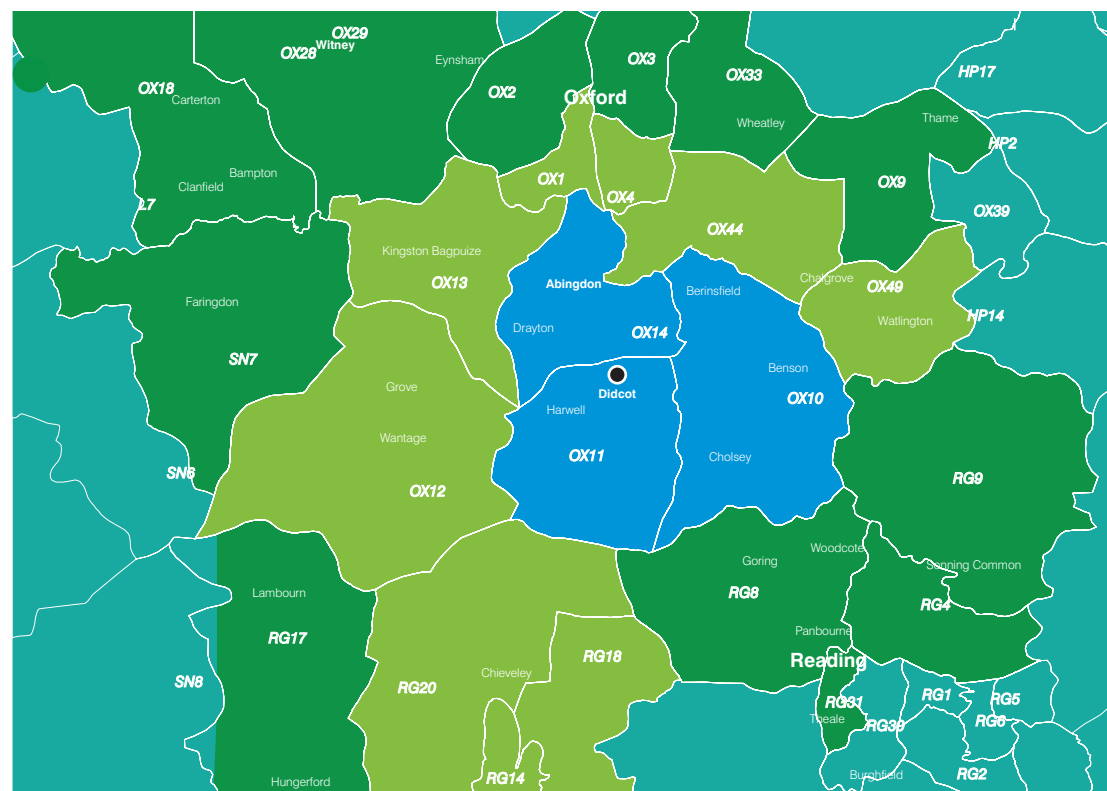 OX29
OX28
Witney
OX3
Eynsham
OX33
HP17
OX18
Carterton
OX2
Oxford
Wheatley
Thame
HP2
OX1
OX4
OX9
Clanfield
Bampton
L7
OX39
OX44
Kingston Bagpuize
OX13
Abingdon
Berinsfield
Chalgrove
OX49
Faringdon
Drayton
OX14
Watlington
HP14
SN7
Grove
Didcot
Benson
OX10
Harwell
Wantage
OX11
Cholsey
SN6
OX12
RG9
Woodcote
Goring
Sonning Common
Lambourn
RG8
RG4
RG17
Panbourne
RG18
Reading
Chieveley
SN8
RG20
RG31
RG1
RG5
Theale
RG30
RG6
Hungerford
RG14
Burghfield
RG2